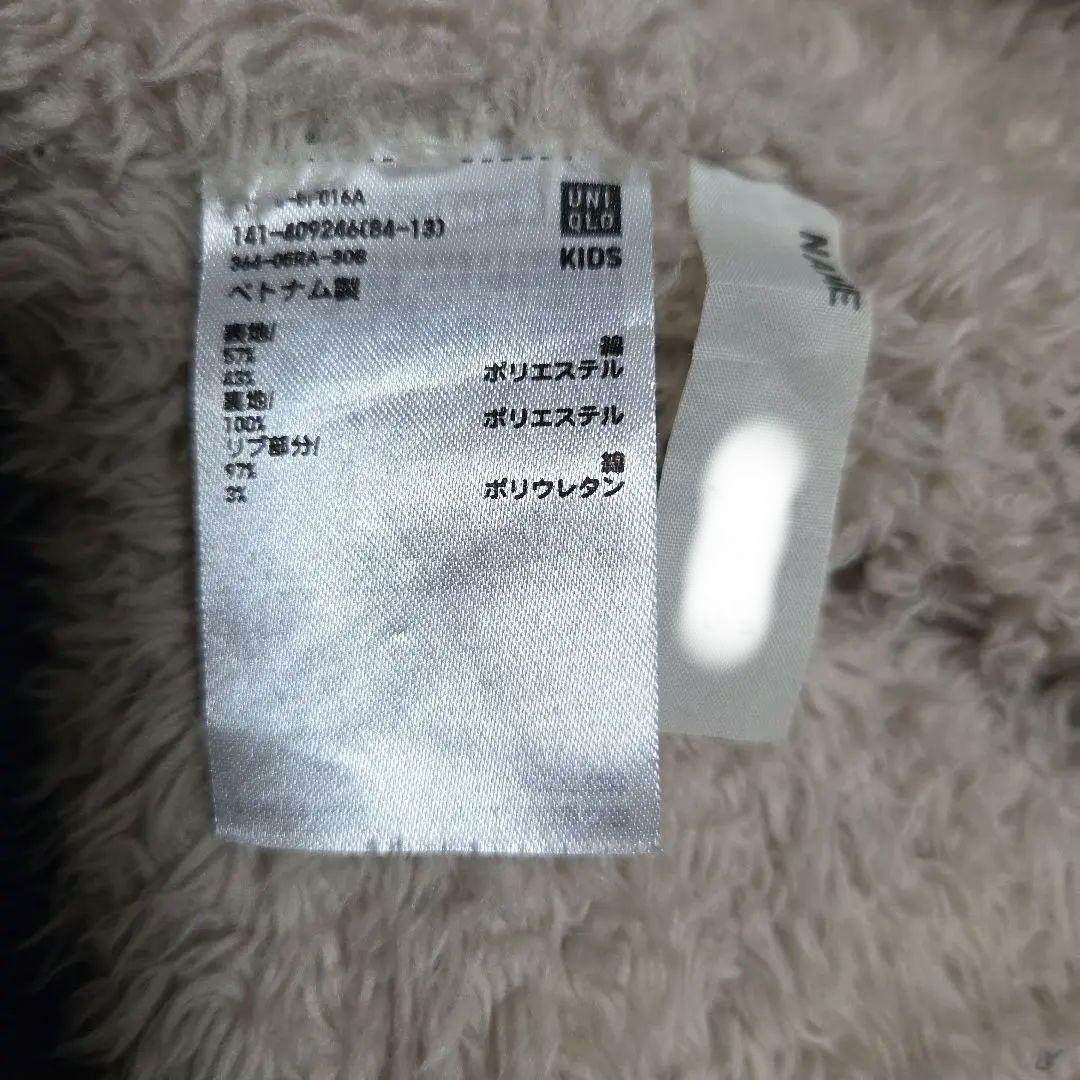 141-409246(84-13)
ベトナム製
UNI
QLO
KIDS
表地/
57% 綿
43% ポリエステル
裏地/
100% ポリエステル
リブ部分/
97% 綿
3% ポリウレタン
NAME